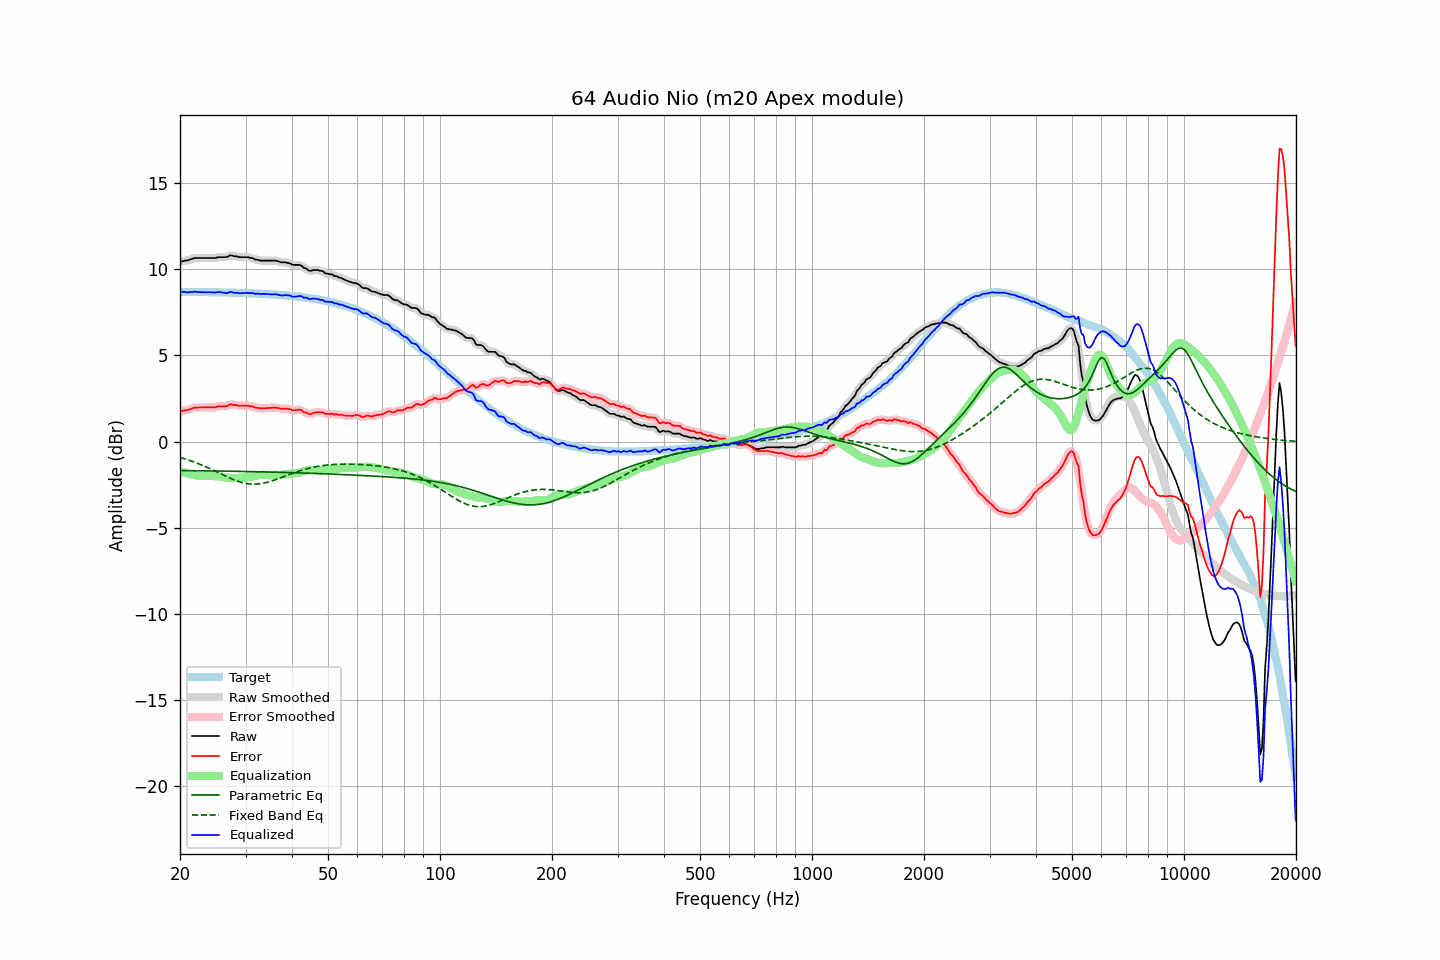 64 Audio Nio (m20 Apex module)
Amplitude (dBr)
15
10
5
0
−5
−10
−15
−20
Target
Raw Smoothed
Error Smoothed
Raw
Error
Equalization
Parametric Eq
Fixed Band Eq
Equalized
20 50 100 200 500 1000 2000 5000 10000 20000
Frequency (Hz)